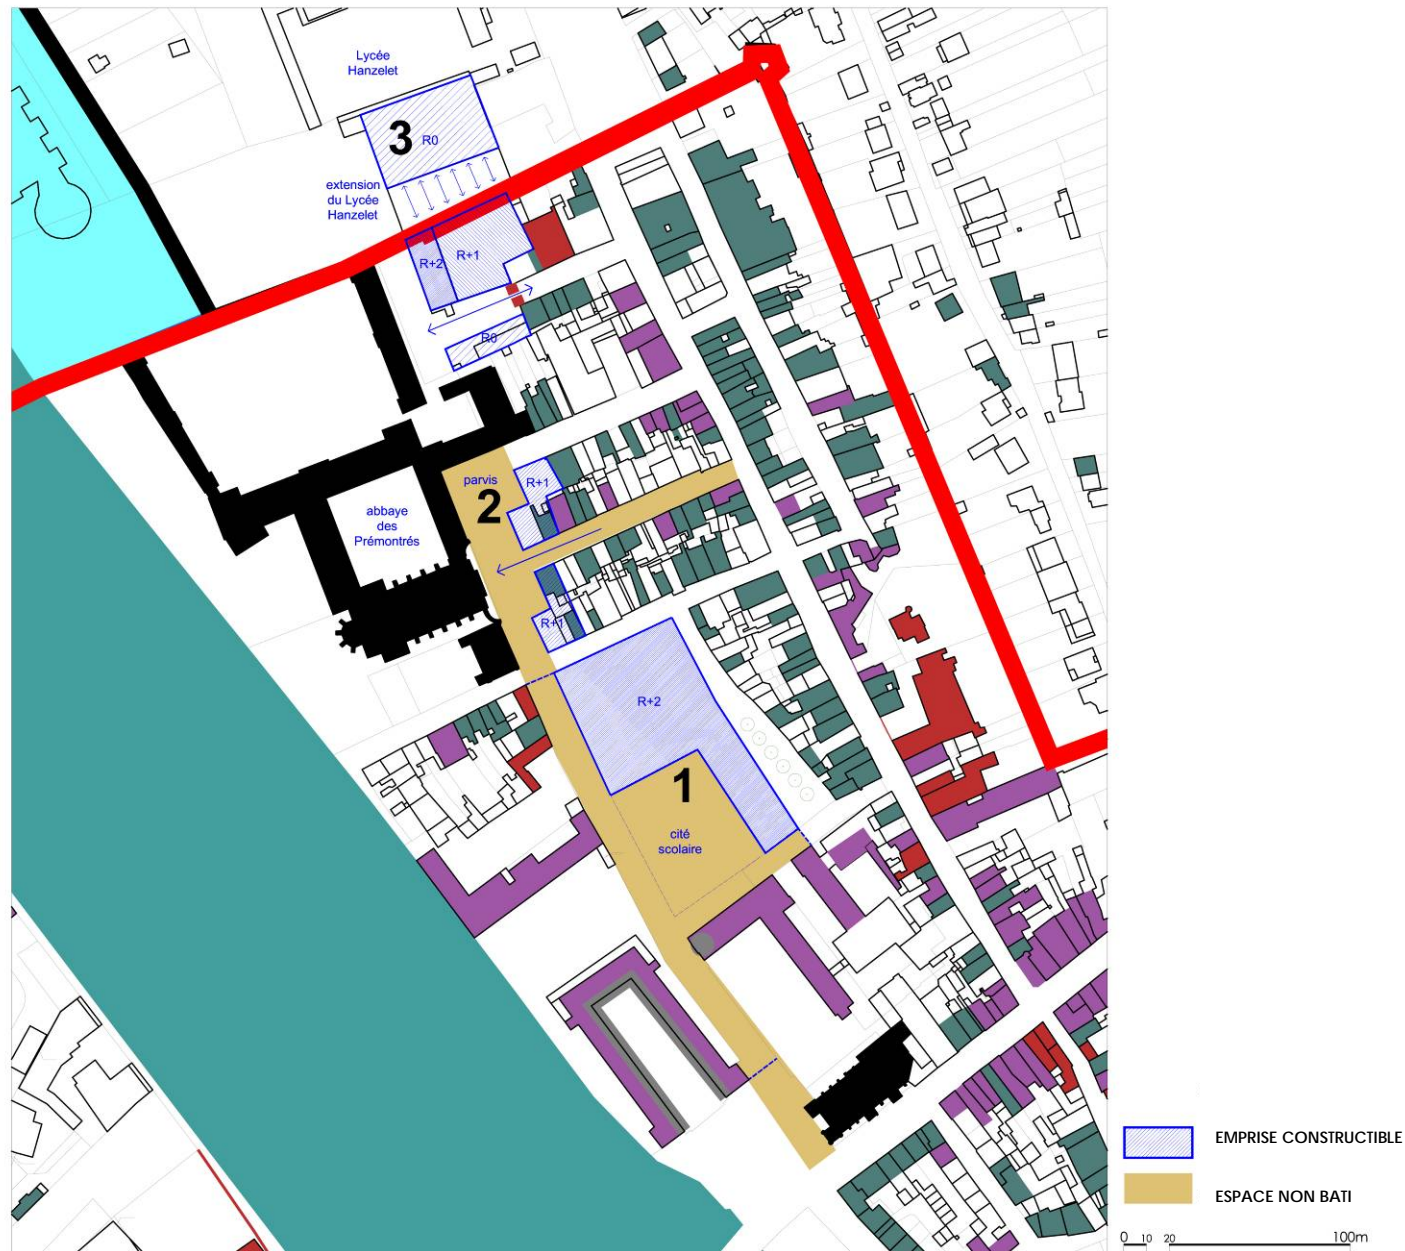 Lycée
Hanzelet
3
R0
extension
du Lycée
Hanzelet
R+2
R+1
R0
parvis
2
R+1
abbaye
des
Prémontrés
R+1
R+2
1
cité
scolaire
EMPRISE CONSTRUCTIBLE
ESPACE NON BATI
0 10 20 100m